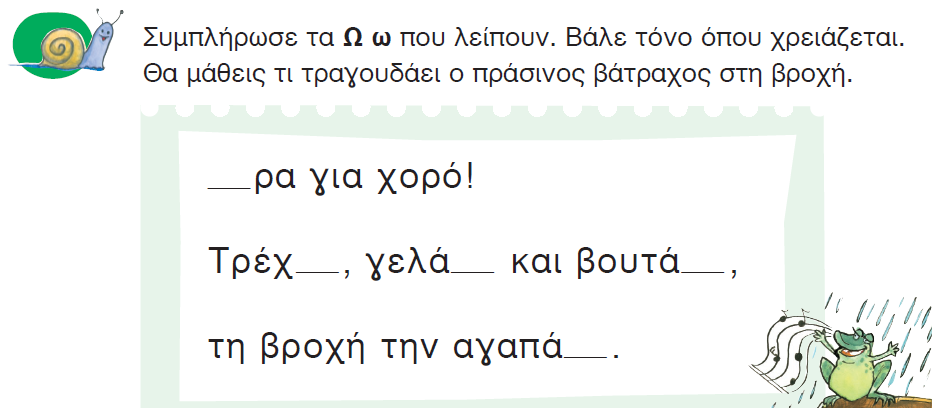 Συμπλήρωσε τα Ω ω που λείπουν. Βάλε τόνο όπου χρειάζεται.
Θα μάθεις τι τραγουδάει ο πράσινος βάτραχος στη βροχή.
__ρα για χορό!
Τρέχ__, γελά__ και βουτά__,
τη βροχή την αγαπά__.